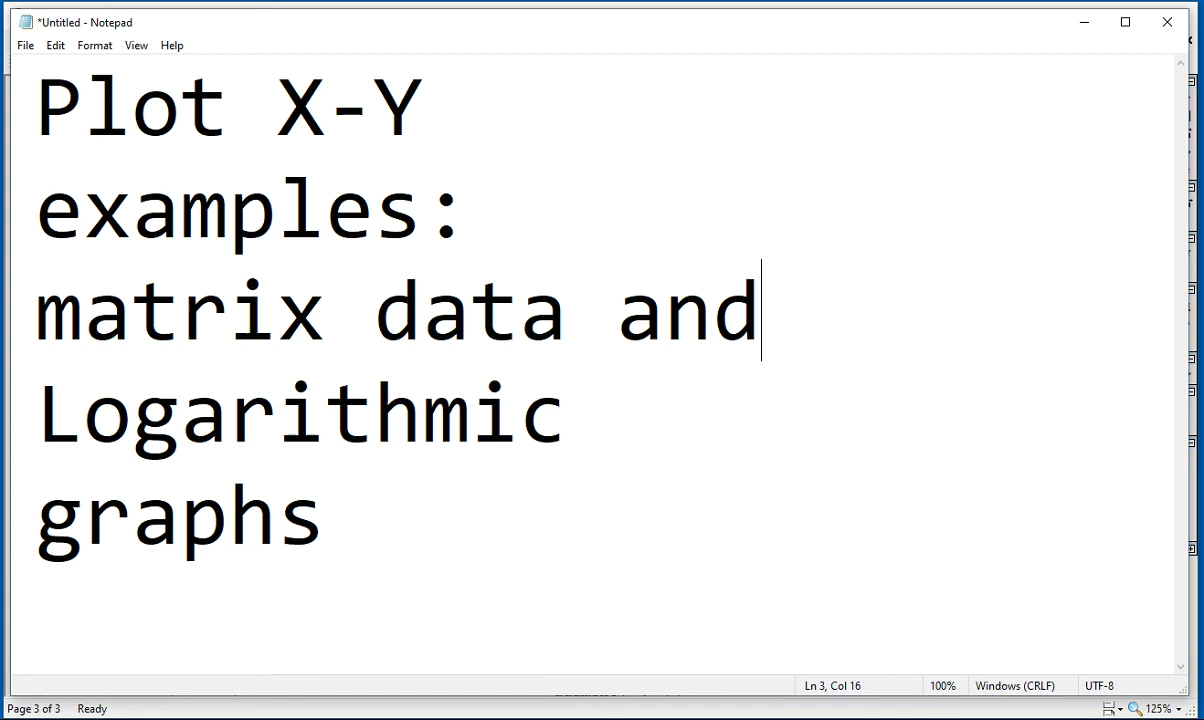 *Untitled - Notepad
File Edit Format View Help
Plot X-Y
examples:
matrix data and
Logarithmic
graphs
Ln 3, Col 16 100% Windows (CRLF) UTF-8
Page 3 of 3 Ready 125%